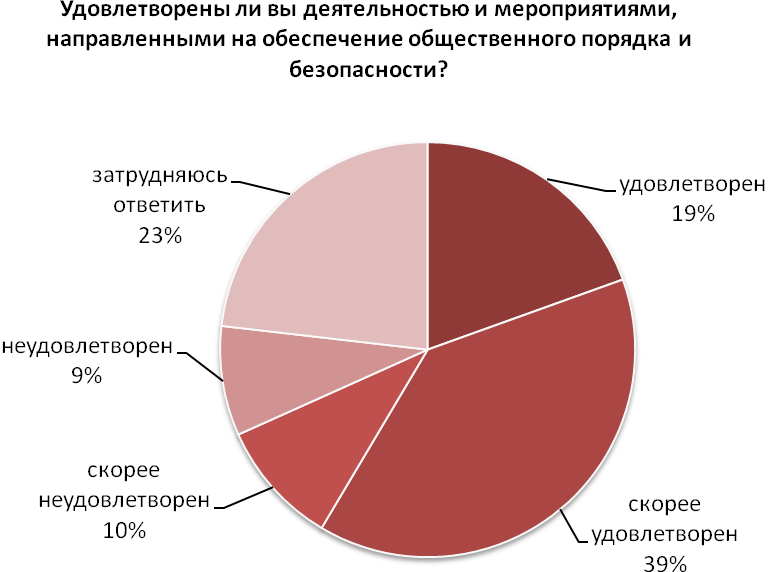 Удовлетворены ли вы деятельностью и мероприятиями,
направленными на обеспечение общественного порядка и
безопасности?
затрудняюсь
ответить
23%
удовлетворен
19%
неудовлетворен
9%
скорее
неудовлетворен
10%
скорее
удовлетворен
39%